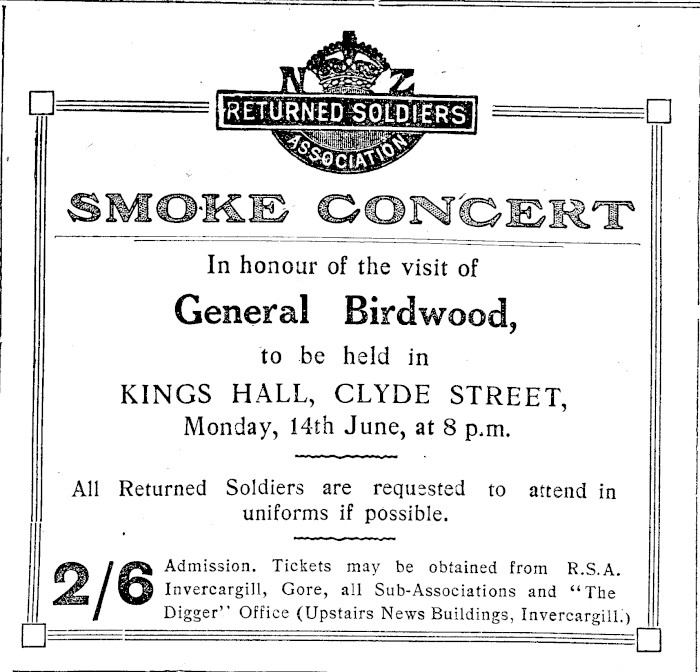 N Z
RETURNED SOLDIERS
ASSOCIATION
SMOKE CONCERT
In honour of the visit of
General Birdwood,
to be held in
KINGS HALL, CLYDE STREET,
Monday, 14th June, at 8 p.m.
All Returned Soldiers are requested to attend in
uniforms if possible.
2/6 Admission. Tickets may be obtained from R.S.A.
Invercargill, Gore, all Sub-Associations and "The
Digger" Office (Upstairs News Buildings, Invercargill.)